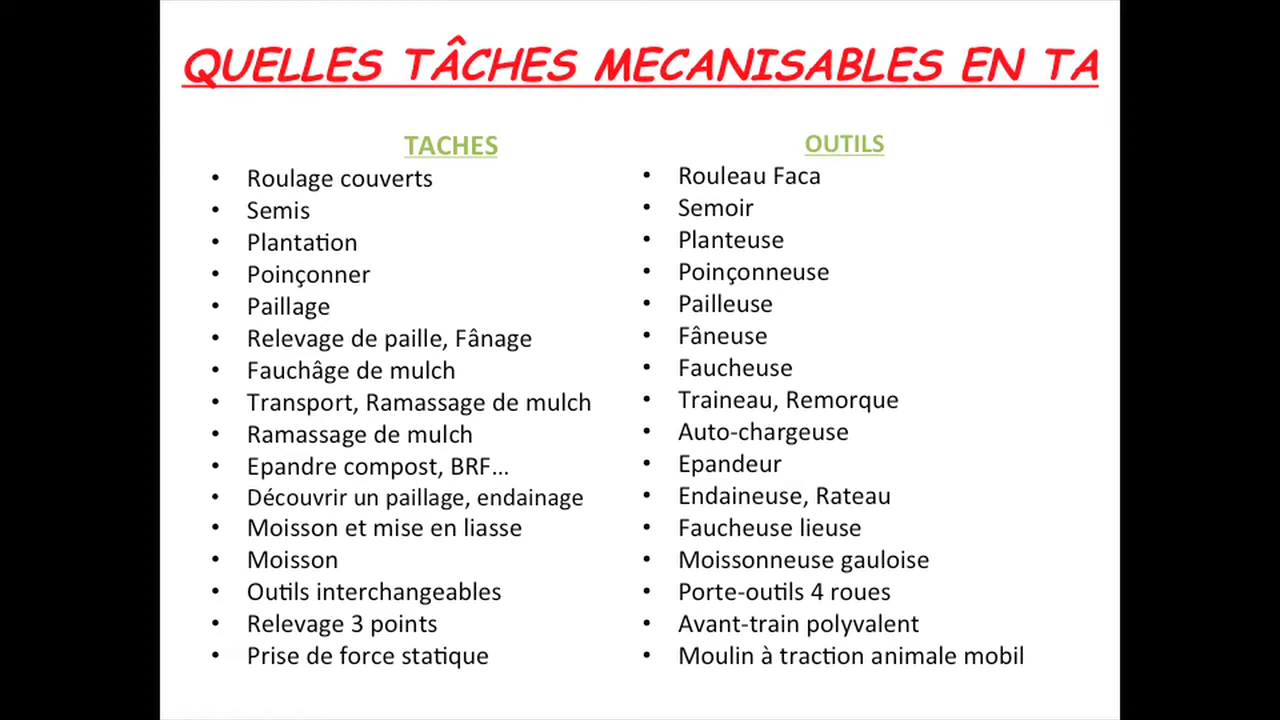 QUELLES TÂCHES MECANISABLES EN TA
TACHES
• Roulage couverts
• Semis
• Plantation
• Poinçonner
• Paillage
• Relevage de paille, Fânage
• Fauchâge de mulch
• Transport, Ramassage de mulch
• Ramassage de mulch
• Epandre compost, BRF...
• Découvrir un paillage, endainage
• Moisson et mise en liasse
• Moisson
• Outils interchangeables
• Relevage 3 points
• Prise de force statique
OUTILS
• Rouleau Faca
• Semoir
• Planteuse
• Poinçonneuse
• Pailleuse
• Fâneuse
• Faucheuse
• Traineau, Remorque
• Auto-chargeuse
• Epandeur
• Endaineuse, Rateau
• Faucheuse lieuse
• Moissonneuse gauloise
• Porte-outils 4 roues
• Avant-train polyvalent
• Moulin à traction animale mobil